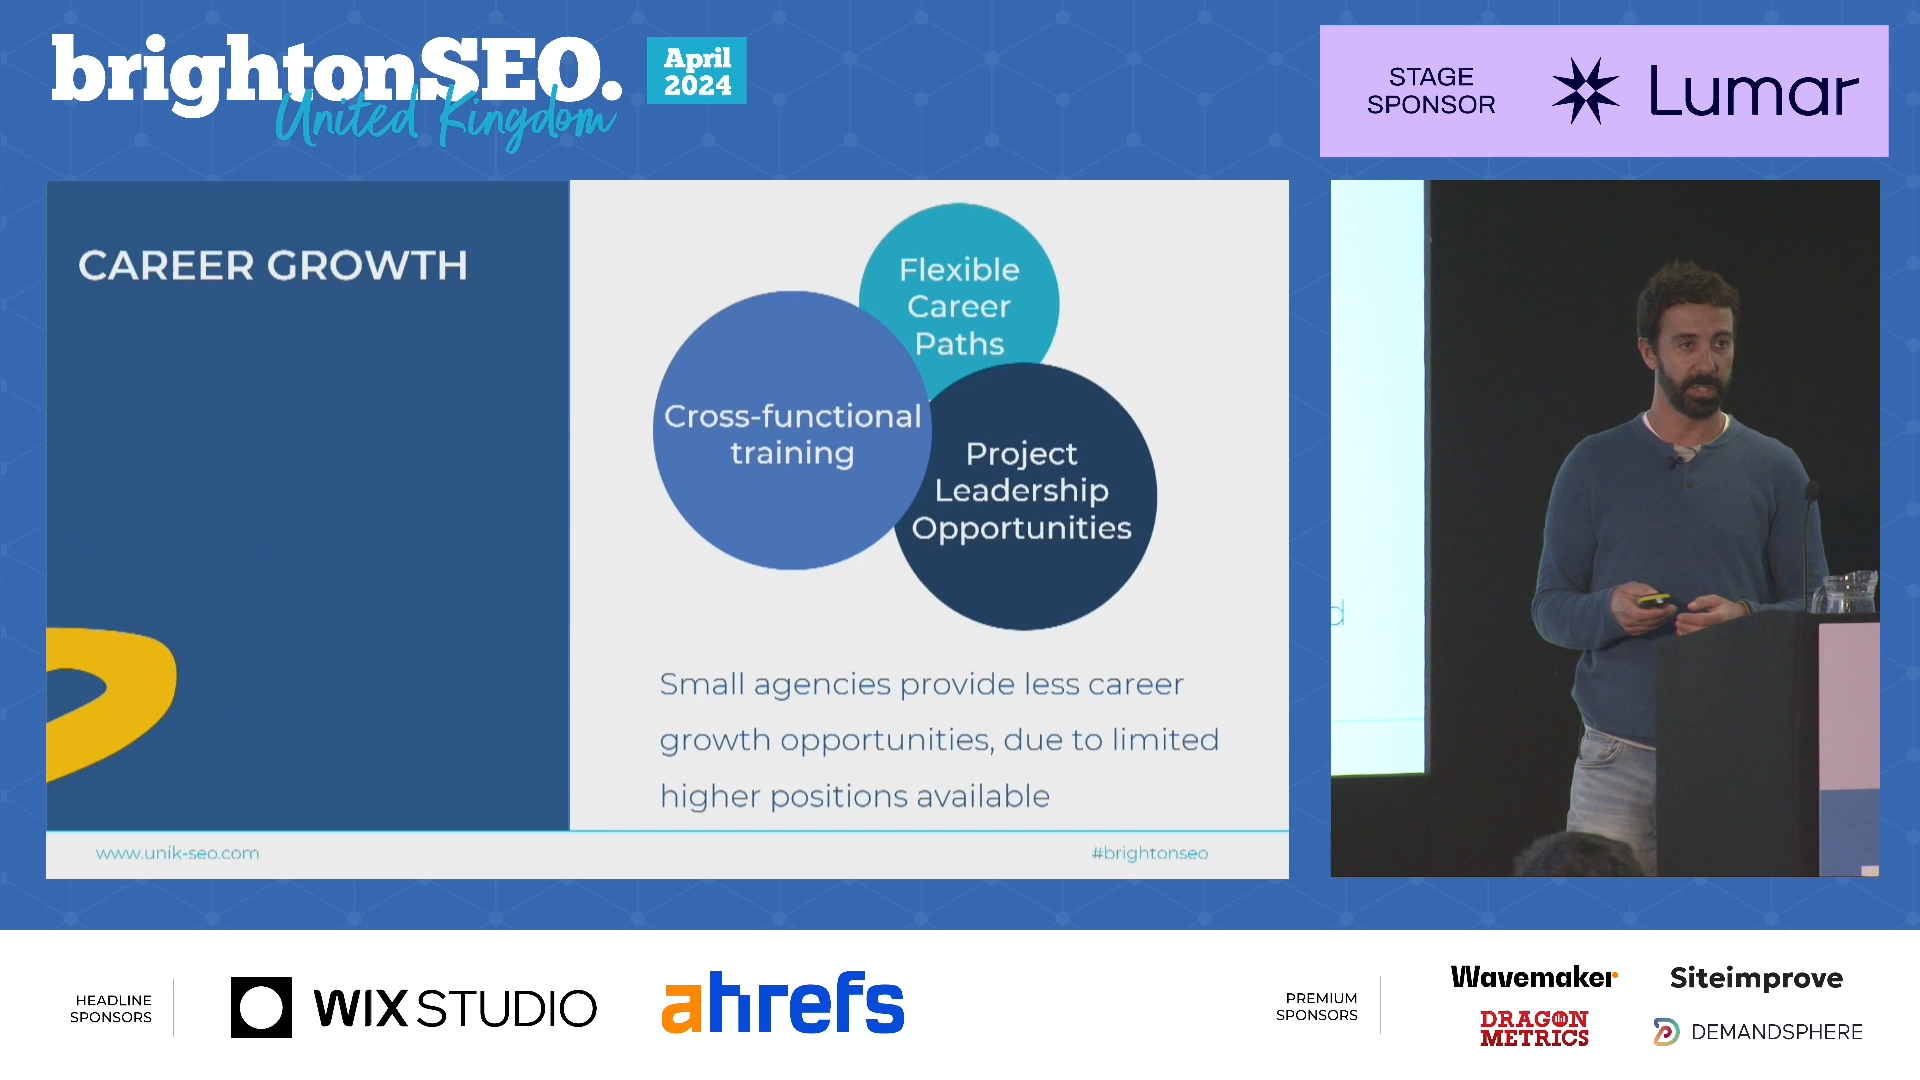 brightonSEO.
United Kingdom
April
2024
STAGE
SPONSOR
Lumar
CAREER GROWTH
Flexible
Career
Paths
Cross-functional
training
Project
Leadership
Opportunities
Small agencies provide less career
growth opportunities, due to limited
higher positions available
www.unik-seo.com
#brightonseo
d
HEADLINE
SPONSORS
WIX STUDIO
ahrefs
PREMIUM
SPONSORS
Wavemaker
Siteimprove
DRAGON
METRICS
DEMANDSPHERE